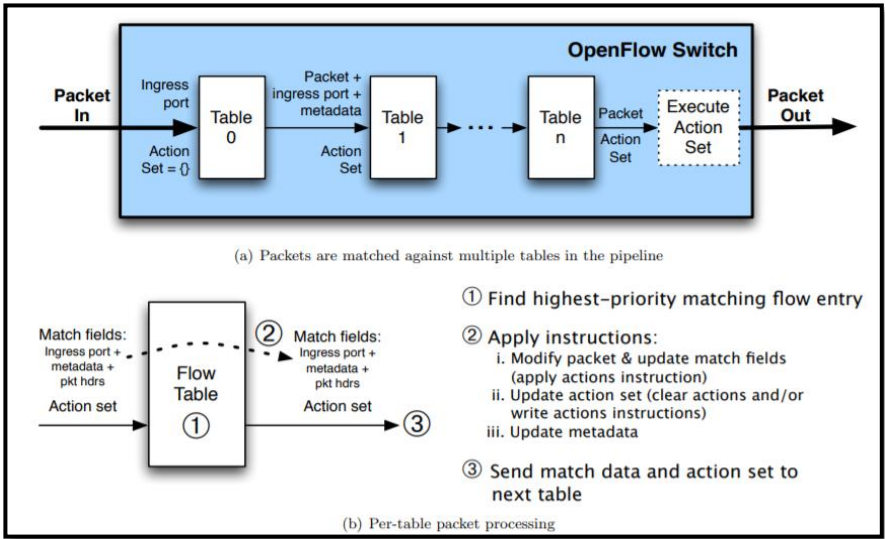 OpenFlow Switch
Packet
In
Ingress
port
Action
Set = {}
Table
0
Packet +
ingress port +
metadata
Action
Set
Table
1
...
Table
n
Packet
Action
Set
Execute
Action
Set
Packet
Out
(a) Packets are matched against multiple tables in the pipeline
Match fields:
Ingress port +
metadata +
pkt hdrs
Action set
Flow
Table
①
②
Match fields:
Ingress port +
metadata +
pkt hdrs
Action set
③
① Find highest-priority matching flow entry
② Apply instructions:
i. Modify packet & update match fields
(apply actions instruction)
ii. Update action set (clear actions and/or
write actions instructions)
iii. Update metadata
③ Send match data and action set to
next table
(b) Per-table packet processing